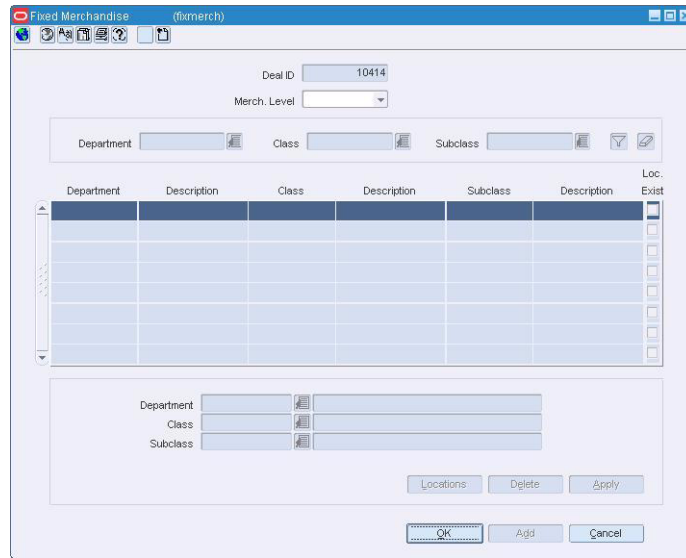 Fixed Merchandise (fixmerch)
Deal ID 10414
Merch. Level
Department Class Subclass
Loc.
Department Description Class Description Subclass Description Exist
Department
Class
Subclass
Locations Delete Apply
OK Add Cancel